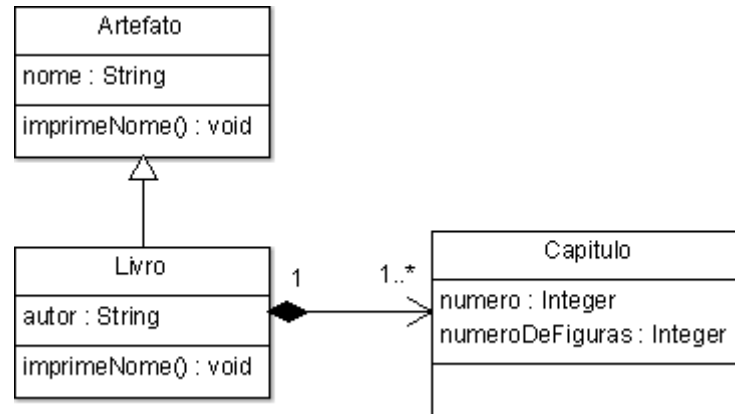 Artefato
nome : String
imprimeNome() : void
Livro
autor : String
imprimeNome() : void
1
1..*
Capitulo
numero : Integer
numeroDeFiguras : Integer